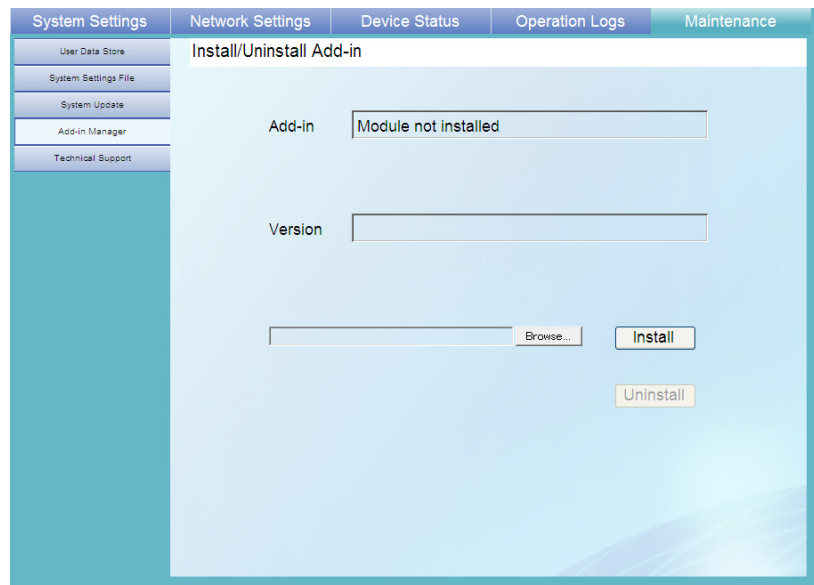 System Settings Network Settings Device Status Operation Logs Maintenance
User Data Store
System Settings File
System Update
Add-in Manager
Technical Support
Install/Uninstall Add-in
Add-in Module not installed
Version
Browse... Install
Uninstall